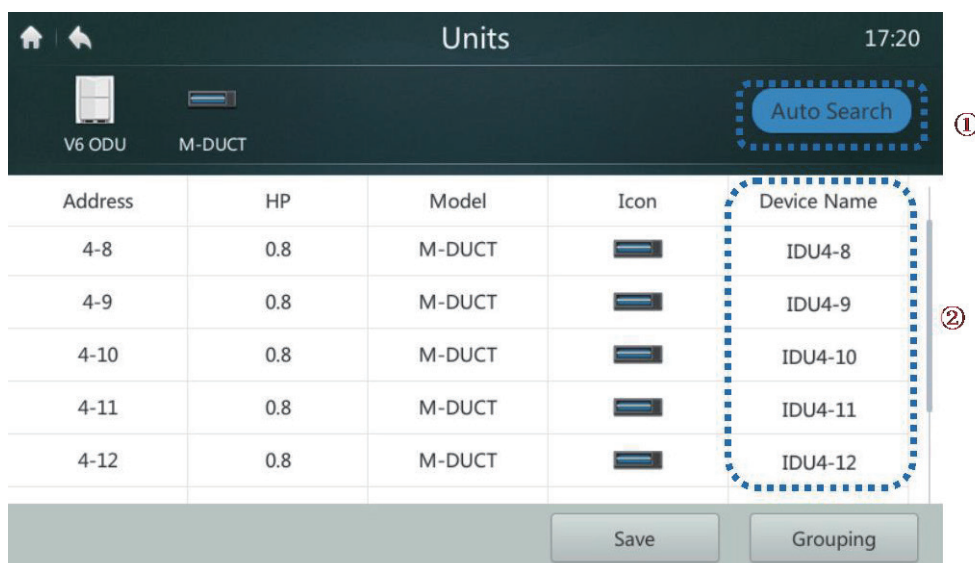 Units 17:20
V6 ODU M-DUCT Auto Search ①
Address HP Model Icon Device Name
4-8 0.8 M-DUCT IDU4-8
4-9 0.8 M-DUCT IDU4-9
②
4-10 0.8 M-DUCT IDU4-10
4-11 0.8 M-DUCT IDU4-11
4-12 0.8 M-DUCT IDU4-12
Save Grouping